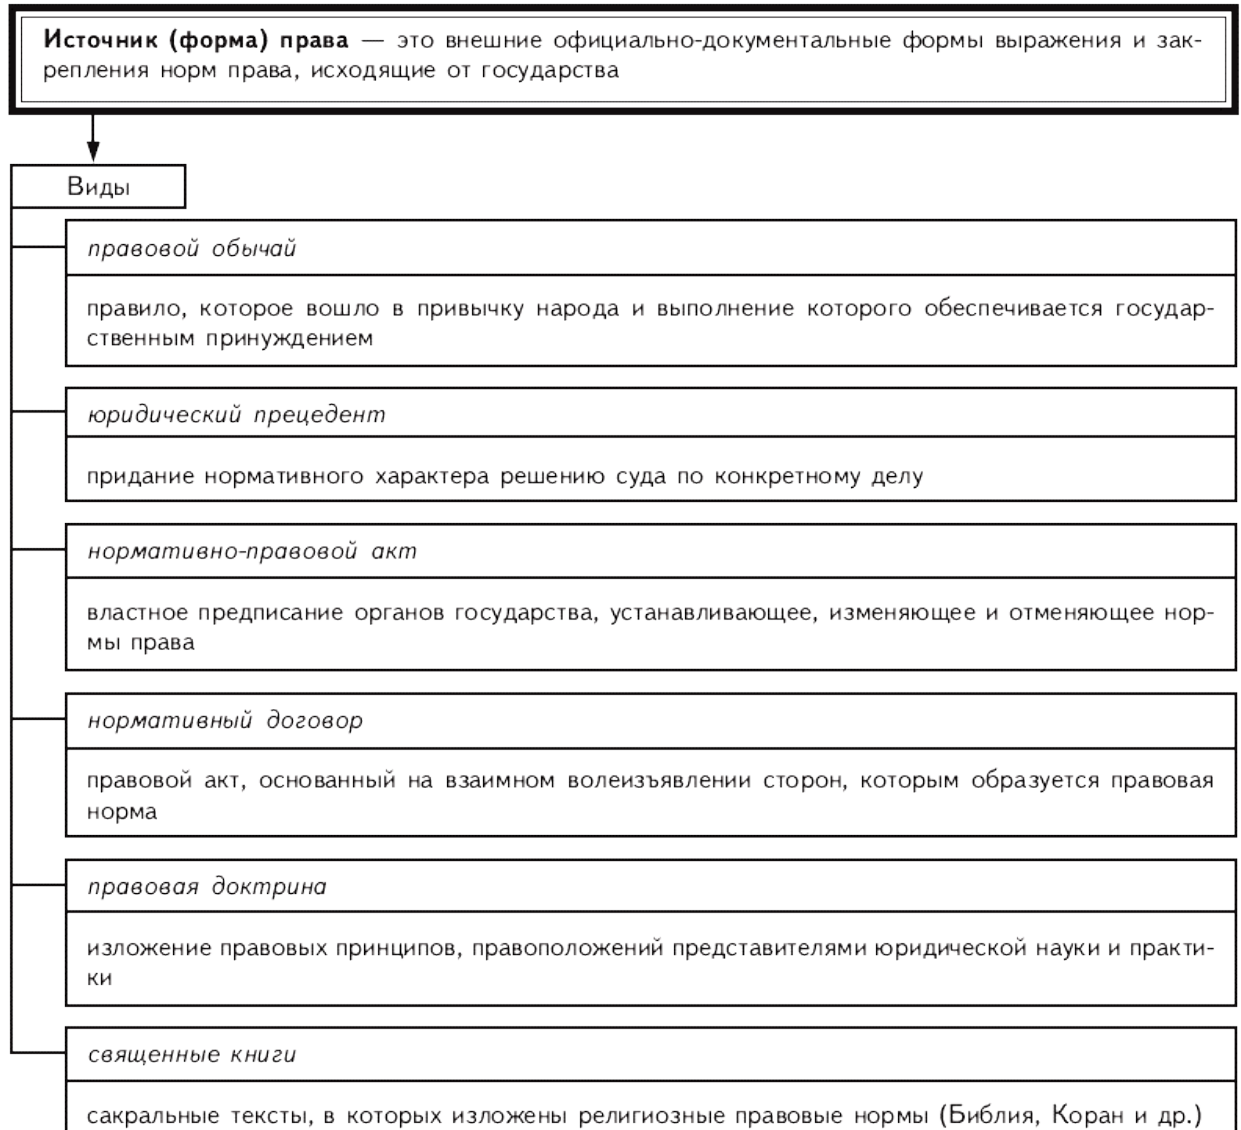 Источник (форма) права — это внешние официально-документальные формы выражения и зак-
репления норм права, исходящие от государства
Виды
правовой обычай
правило, которое вошло в привычку народа и выполнение которого обеспечивается государ-
ственным принуждением
юридический прецедент
придание нормативного характера решению суда по конкретному делу
нормативно-правовой акт
властное предписание органов государства, устанавливающее, изменяющее и отменяющее нор-
мы права
нормативный договор
правовой акт, основанный на взаимном волеизъявлении сторон, которым образуется правовая
норма
правовая доктрина
изложение правовых принципов, правоположений представителями юридической науки и практи-
ки
священные книги
сакральные тексты, в которых изложены религиозные правовые нормы (Библия, Коран и др.)